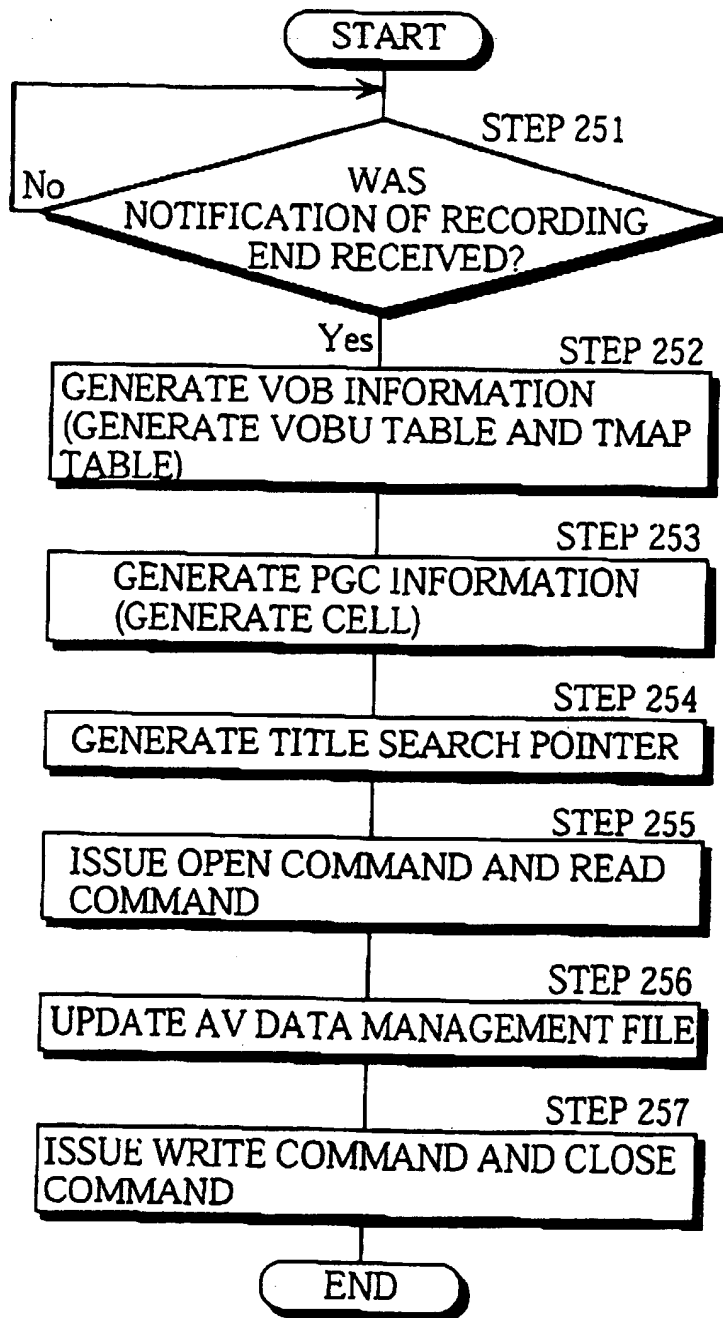 START
STEP 251
No
WAS
NOTIFICATION OF RECORDING
END RECEIVED?
Yes
STEP 252
GENERATE VOB INFORMATION
(GENERATE VOBU TABLE AND TMAP
TABLE)
STEP 253
GENERATE PGC INFORMATION
(GENERATE CELL)
STEP 254
GENERATE TITLE SEARCH POINTER
STEP 255
ISSUE OPEN COMMAND AND READ
COMMAND
STEP 256
UPDATE AV DATA MANAGEMENT FILE
STEP 257
ISSUE WRITE COMMAND AND CLOSE
COMMAND
END